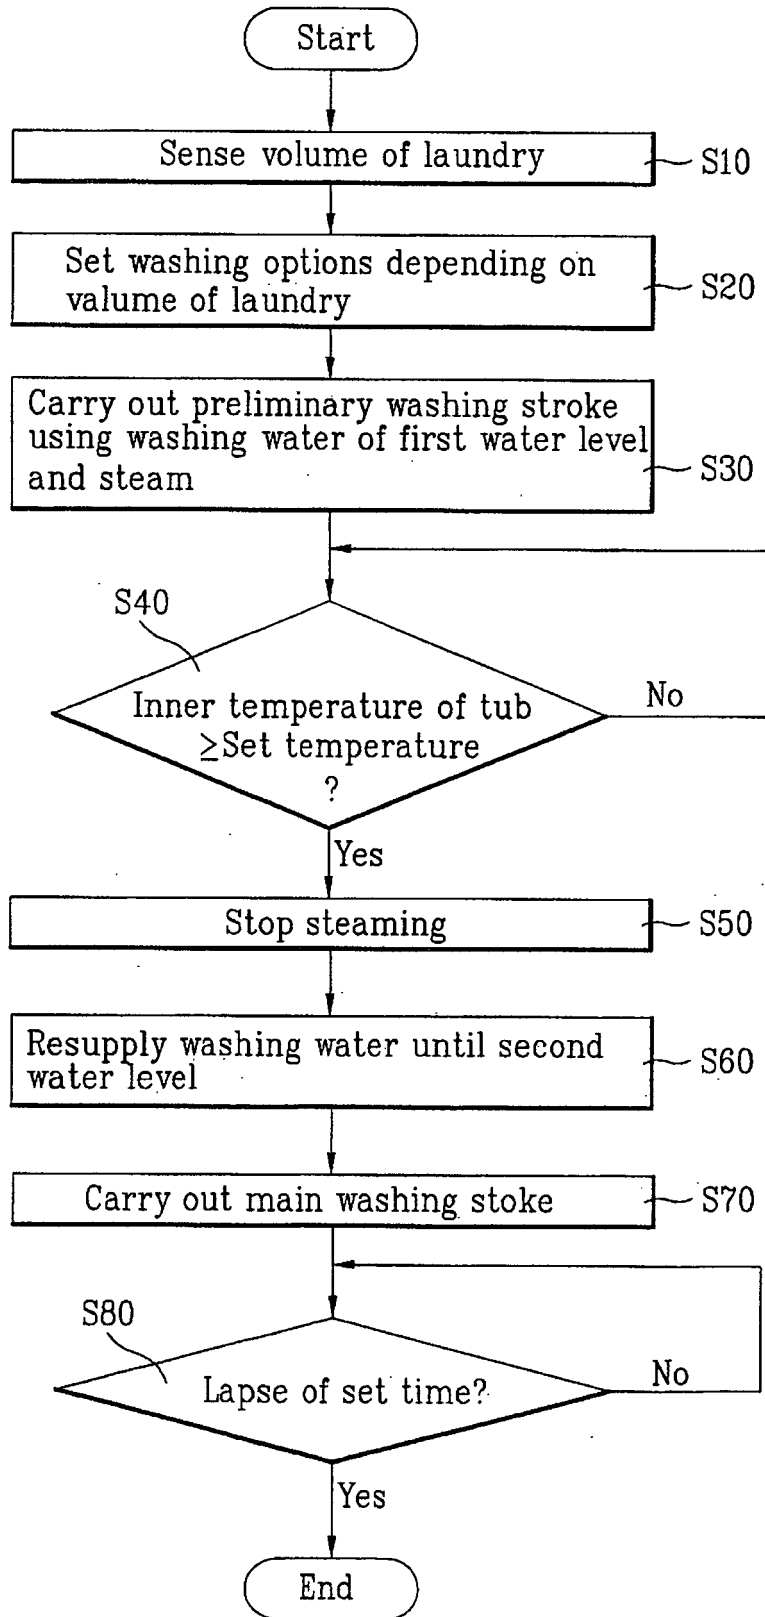 Start
Sense volume of laundry
S10
Set washing options depending on
valume of laundry
S20
Carry out preliminary washing stroke
using washing water of first water level
and steam
S30
S40
Inner temperature of tub
≥Set temperature
?
No
Yes
Stop steaming
S50
Resupply washing water until second
water level
S60
Carry out main washing stoke
S70
S80
Lapse of set time?
No
Yes
End